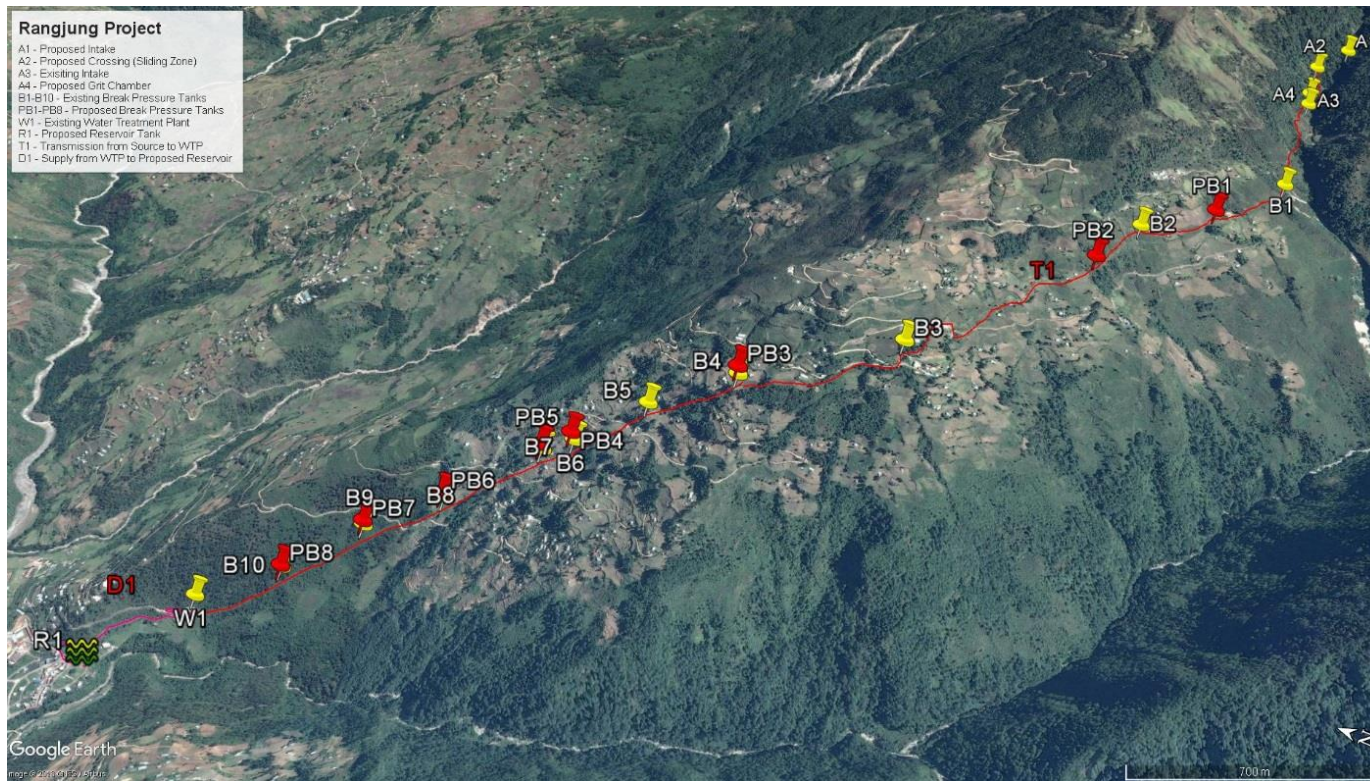 Rangjung Project
A1 - Proposed Intake
A2 - Proposed Crossing (Sliding Zone)
A3 - Exisiting Intake
A4 - Proposed Grit Chamber
B1-B10 - Existing Break Pressure Tanks
PB1-PB8 - Proposed Break Pressure Tanks
W1 - Existing Water Treatment Plant
R1 - Proposed Reservoir Tank
T1 - Transmission from Source to WTP
D1 - Supply from WTP to Proposed Reservoir
A2
A4
A3
PB1
B1
B2
PB2
T1
B3
B4 PB3
B5
PB5
B7
PB4
B6
PB6
B8
B9
PB7
B10 PB8
D1
W1
R1
Google Earth
700 m